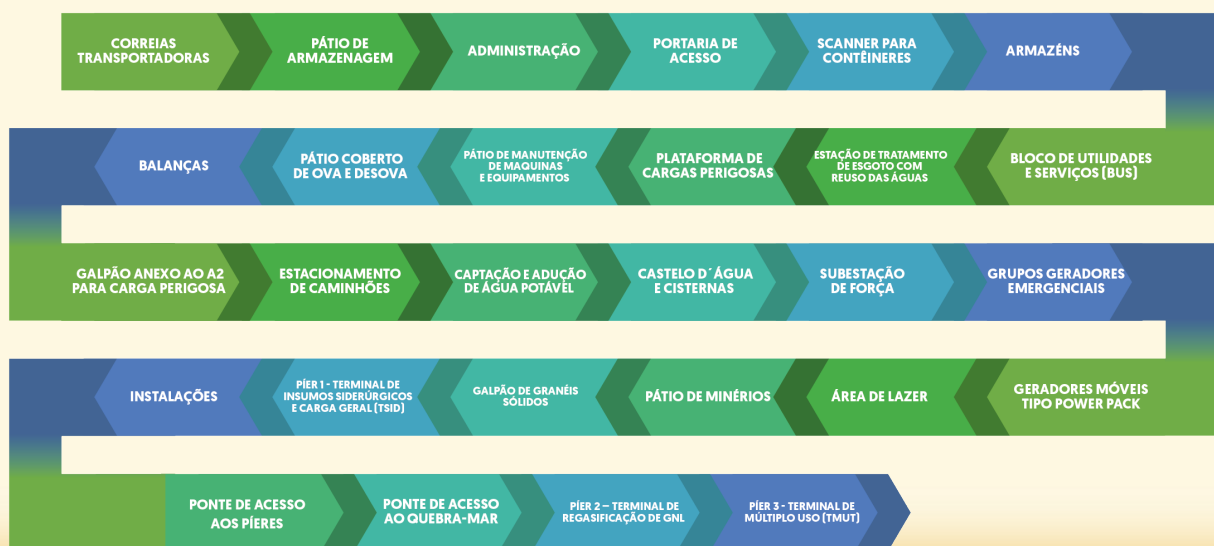 CORREIAS
TRANSPORTADORAS
PÁTIO DE
ARMAZENAGEM
ADMINISTRAÇÃO
PORTARIA DE
ACESSO
SCANNER PARA
CONTÊINERES
ARMAZÉNS
BALANÇAS
PÁTIO COBERTO
DE OVA E DESOVA
PÁTIO DE MANUTENÇÃO
DE MAQUINAS
E EQUIPAMENTOS
PLATAFORMA DE
CARGAS PERIGOSAS
ESTAÇÃO DE TRATAMENTO
DE ESGOTO COM
REUSO DAS ÁGUAS
BLOCO DE UTILIDADES
E SERVIÇOS (BUS)
GALPÃO ANEXO AO A2
PARA CARGA PERIGOSA
ESTACIONAMENTO
DE CAMINHÕES
CAPTAÇÃO E ADUÇÃO
DE ÁGUA POTÁVEL
CASTELO D´ÁGUA
E CISTERNAS
SUBESTAÇÃO
DE FORÇA
GRUPOS GERADORES
EMERGENCIAIS
INSTALAÇÕES
PÍER 1 - TERMINAL DE
INSUMOS SIDERÚRGICOS
E CARGA GERAL (TSID)
GALPÃO DE GRANÉIS
SÓLIDOS
PÁTIO DE MINÉRIOS
ÁREA DE LAZER
GERADORES MÓVEIS
TIPO POWER PACK
PONTE DE ACESSO
AOS PÍERES
PONTE DE ACESSO
AO QUEBRA-MAR
PÍER 2 – TERMINAL DE
REGASIFICAÇÃO DE GNL
PÍER 3 - TERMINAL DE
MÚLTIPLO USO (TMUT)